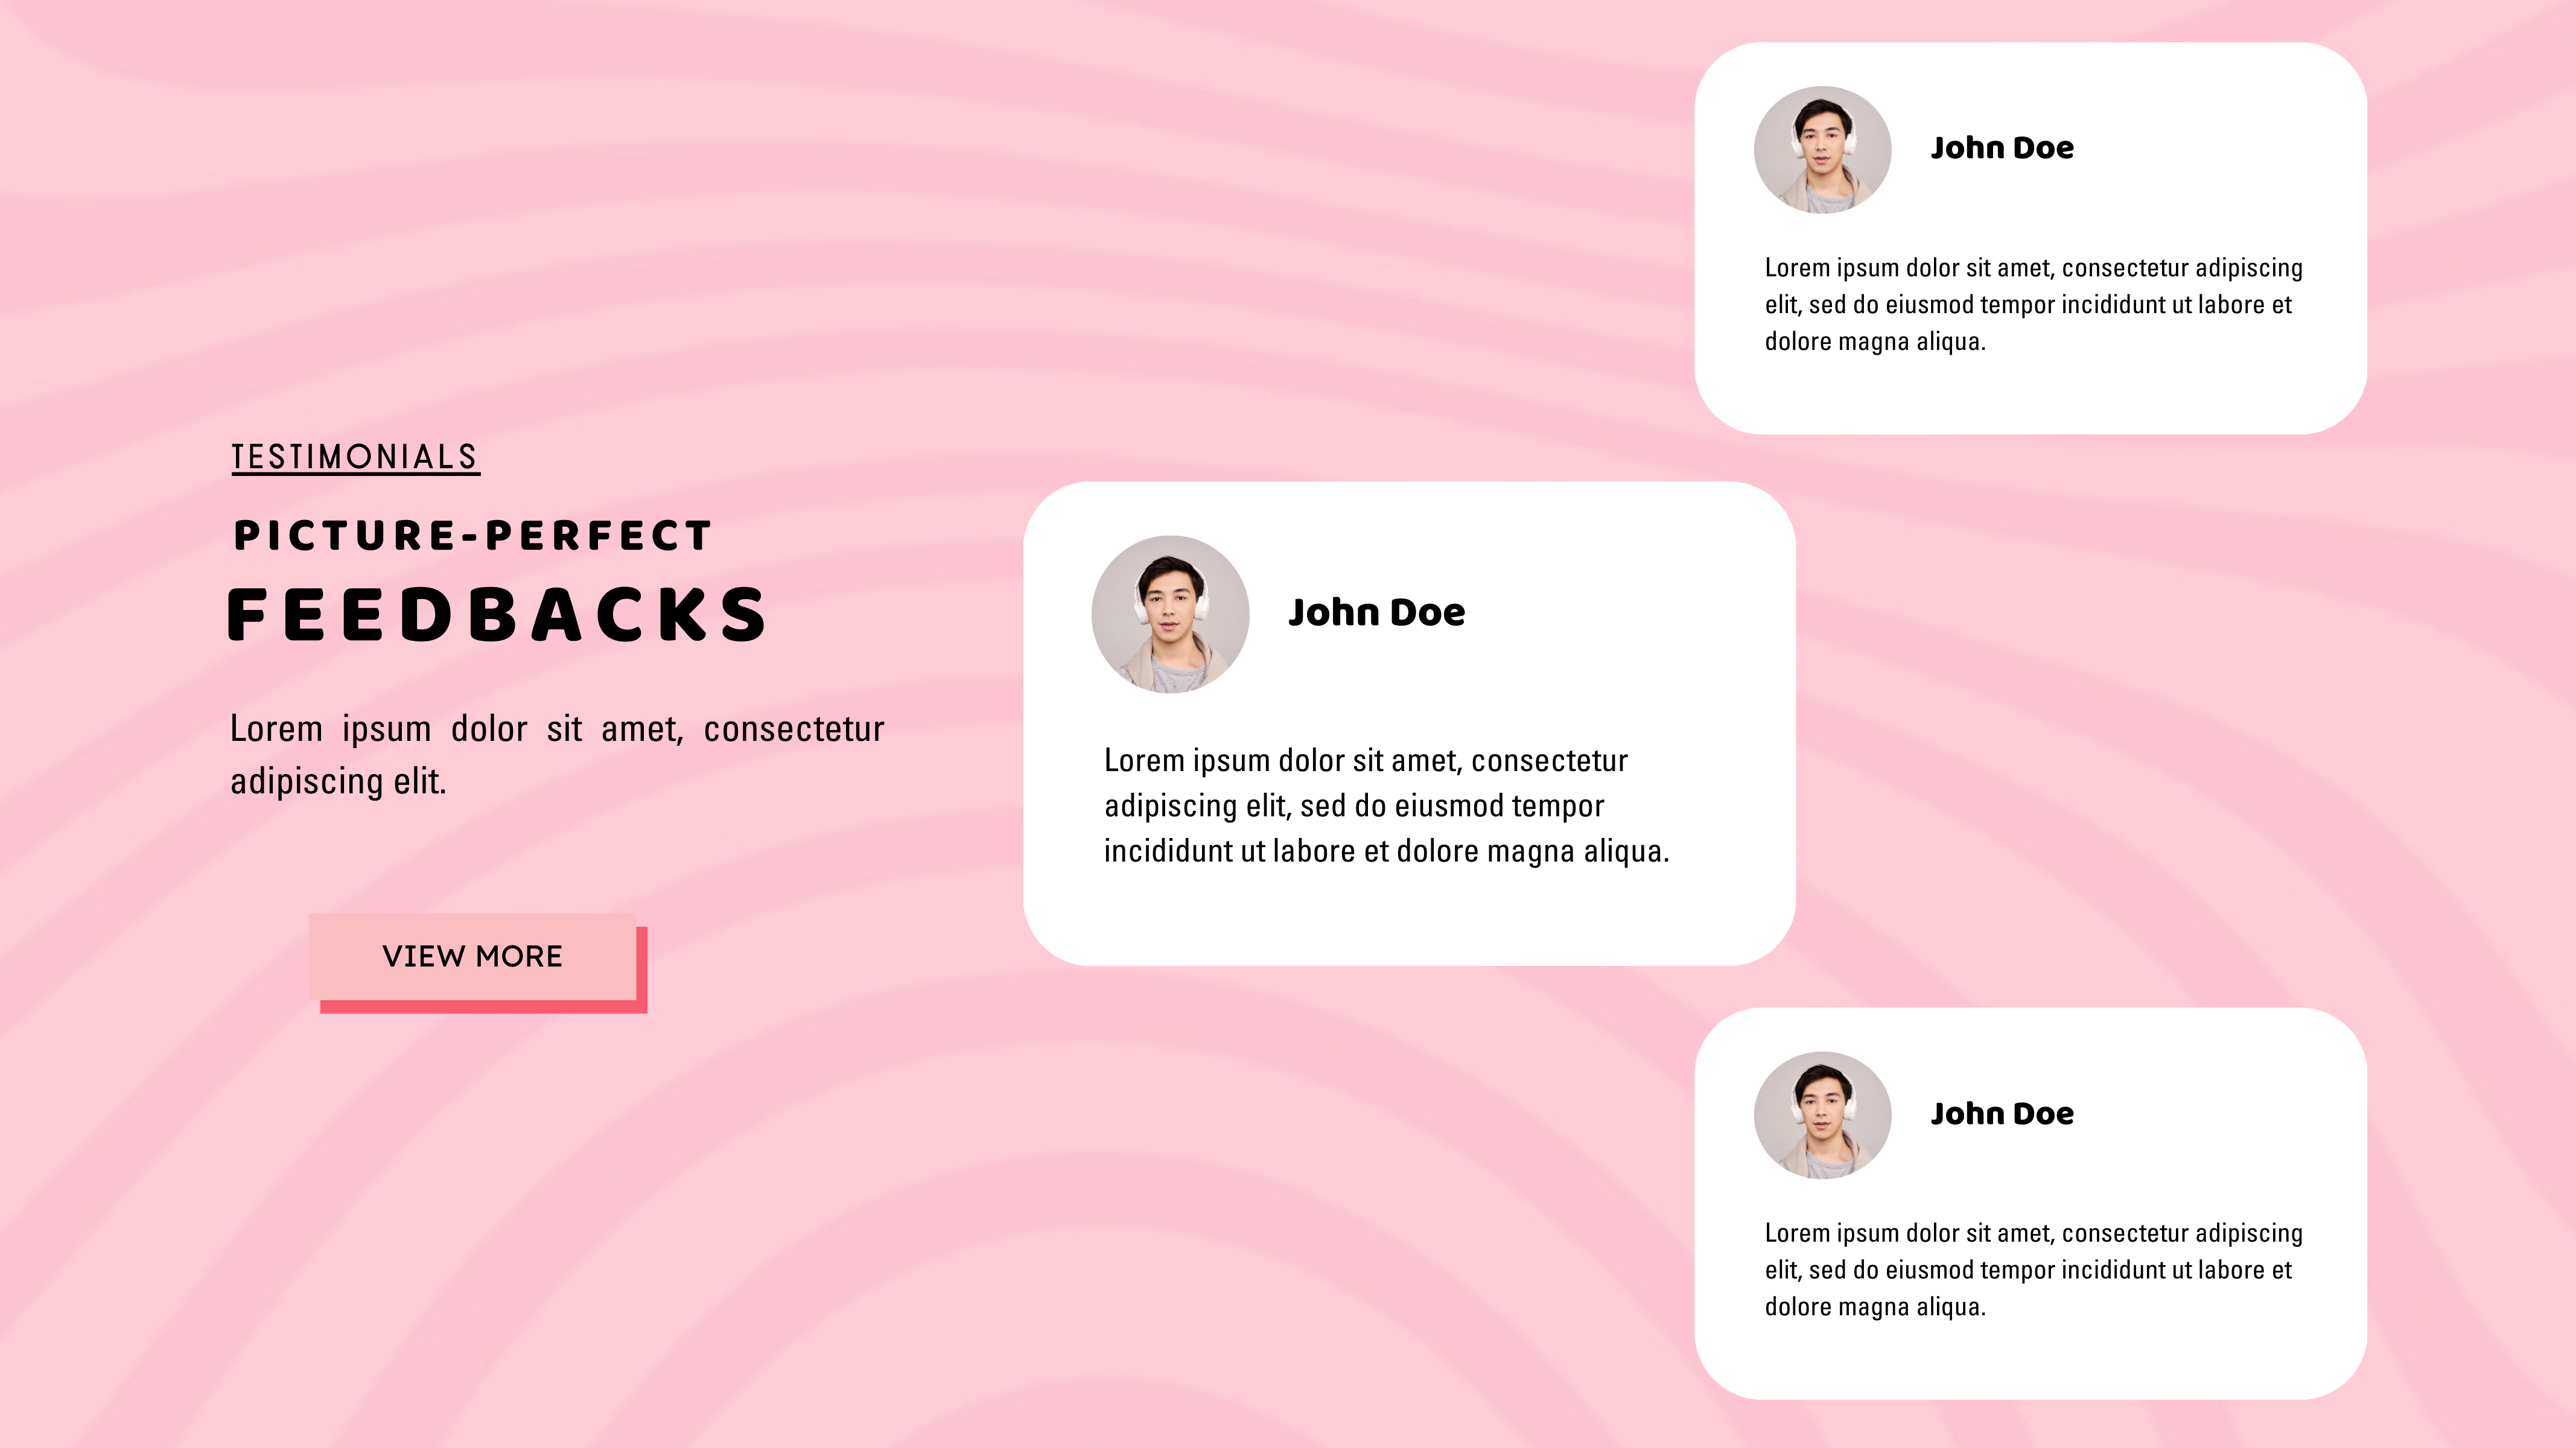 TESTIMONIALS
PICTURE-PERFECT
FEEDBACKS
Lorem ipsum dolor sit amet, consectetur
adipiscing elit.
VIEW MORE
John Doe
Lorem ipsum dolor sit amet, consectetur adipiscing
elit, sed do eiusmod tempor incididunt ut labore et
dolore magna aliqua.
John Doe
Lorem ipsum dolor sit amet, consectetur
adipiscing elit, sed do eiusmod tempor
incididunt ut labore et dolore magna aliqua.
John Doe
Lorem ipsum dolor sit amet, consectetur adipiscing
elit, sed do eiusmod tempor incididunt ut labore et
dolore magna aliqua.